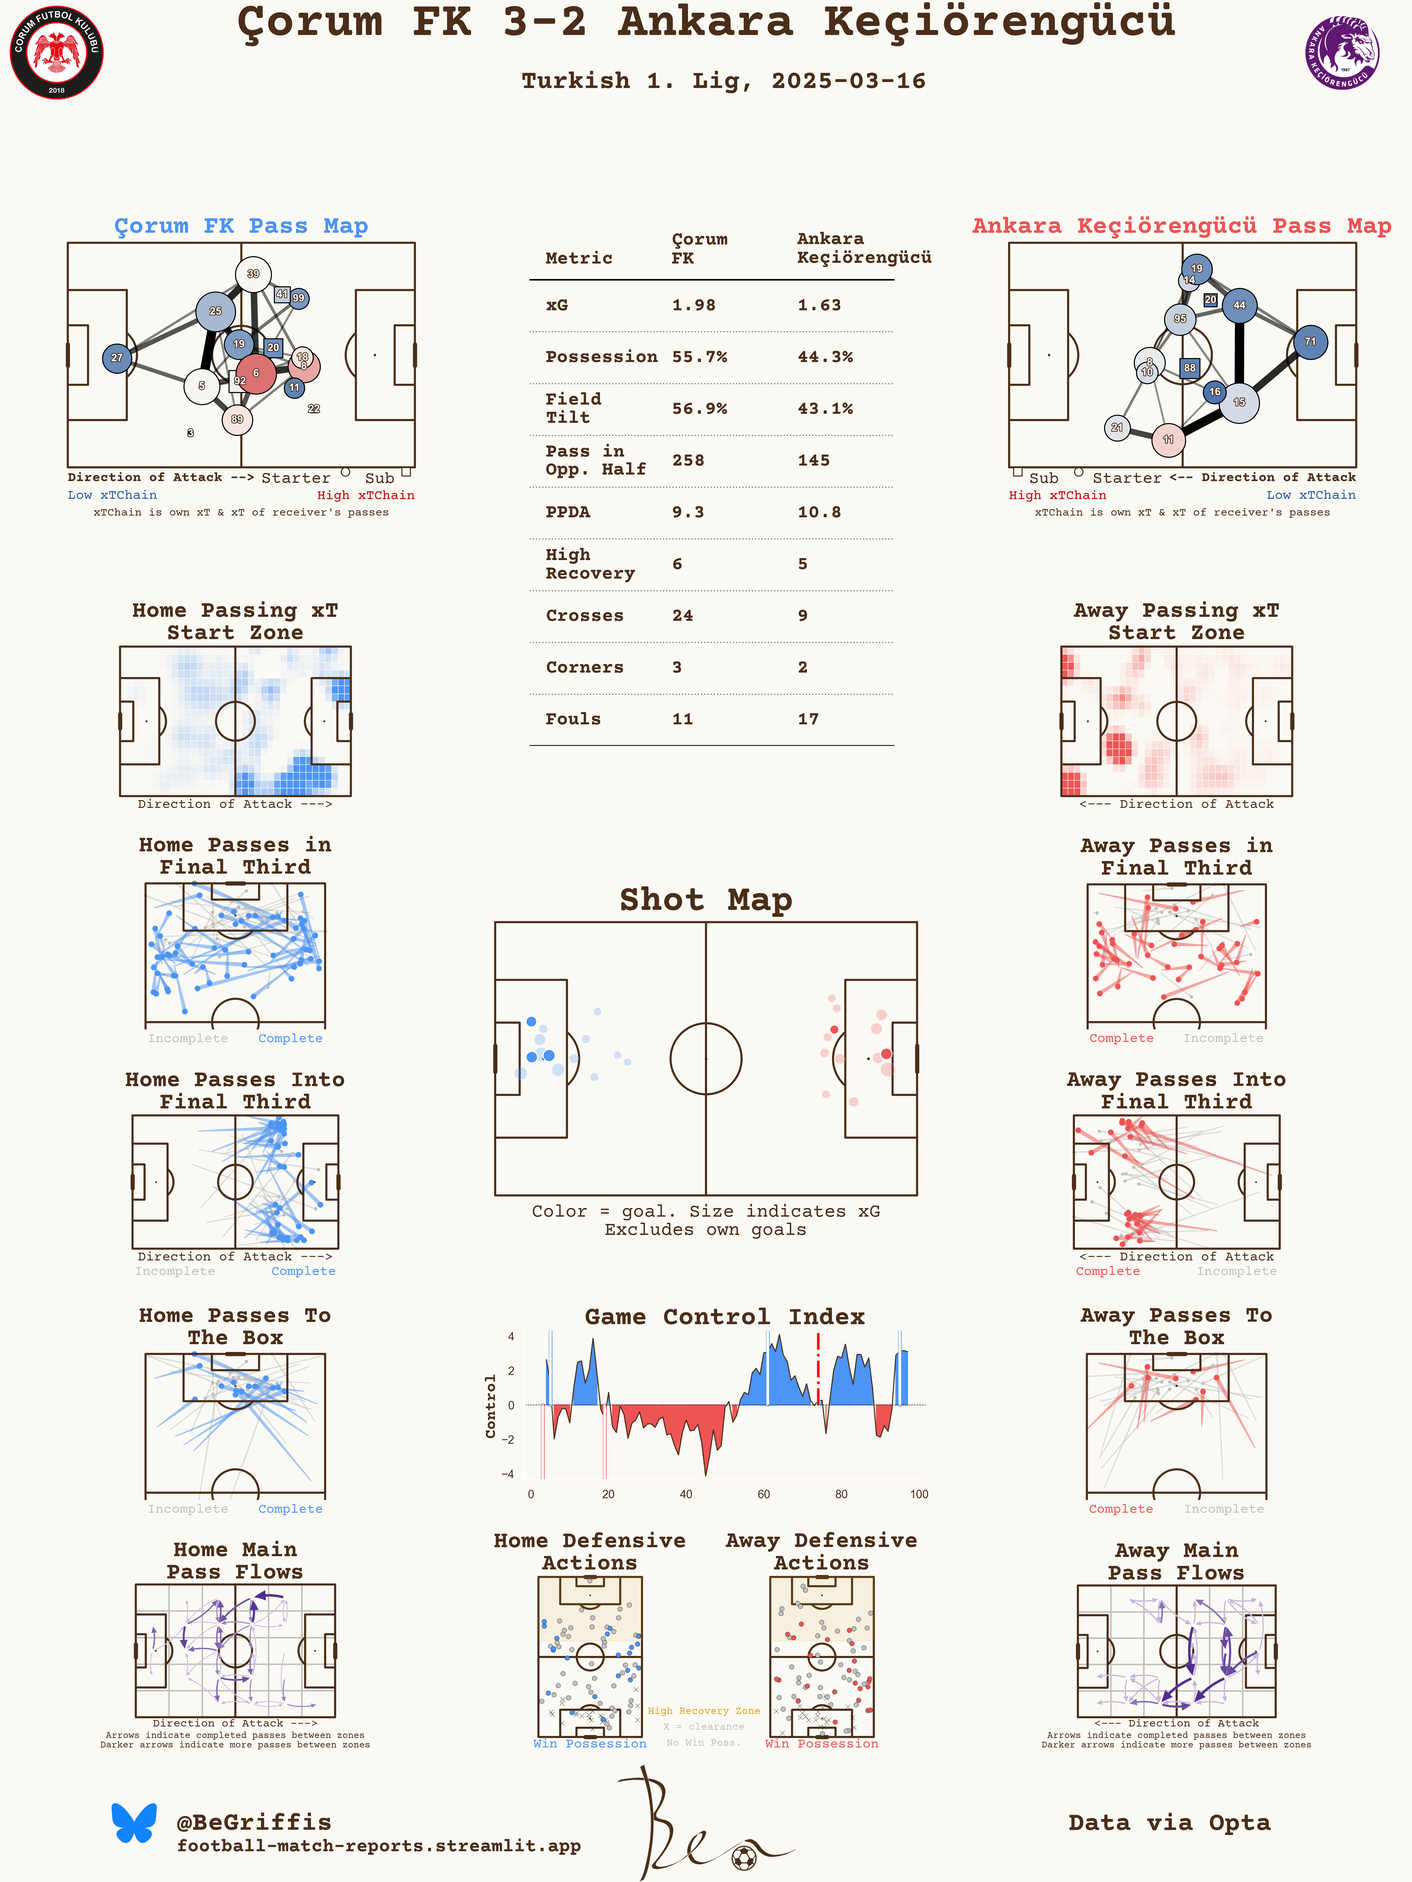 Çorum FK 3-2 Ankara Keçiörengücü
Turkish 1. Lig, 2025-03-16
ÇORUM FUTBOL KULÜBÜ
2018
ANKARA KEÇİÖRENGÜCÜ
1987
Çorum FK Pass Map
39
41
99
25
19
20
27
18
8
6
92
5
11
22
89
3
Direction of Attack --> Starter Sub
Low xTChain High xTChain
xTChain is own xT & xT of receiver's passes
Metric Çorum FK Ankara Keçiörengücü
xG 1.98 1.63
Possession 55.7% 44.3%
Field Tilt 56.9% 43.1%
Pass in Opp. Half 258 145
PPDA 9.3 10.8
High Recovery 6 5
Crosses 24 9
Corners 3 2
Fouls 11 17
Ankara Keçiörengücü Pass Map
19
14
20
44
95
71
8
10
88
16
15
21
11
Sub Starter <-- Direction of Attack
High xTChain Low xTChain
xTChain is own xT & xT of receiver's passes
Home Passing xT
Start Zone
Direction of Attack --->
Away Passing xT
Start Zone
<--- Direction of Attack
Home Passes in
Final Third
Incomplete Complete
Away Passes in
Final Third
Complete Incomplete
Shot Map
Color = goal. Size indicates xG
Excludes own goals
Home Passes Into
Final Third
Direction of Attack --->
Incomplete Complete
Away Passes Into
Final Third
<--- Direction of Attack
Complete Incomplete
Home Passes To
The Box
Incomplete Complete
Game Control Index
Control
4
2
0
−2
−4
0 20 40 60 80 100
Away Passes To
The Box
Complete Incomplete
Home Main
Pass Flows
Direction of Attack --->
Arrows indicate completed passes between zones
Darker arrows indicate more passes between zones
Home Defensive
Actions
Win Possession
High Recovery Zone
X = clearance
No Win Poss.
Away Defensive
Actions
Win Possession
Away Main
Pass Flows
<--- Direction of Attack
Arrows indicate completed passes between zones
Darker arrows indicate more passes between zones
@BeGriffis
football-match-reports.streamlit.app
Ben
Data via Opta